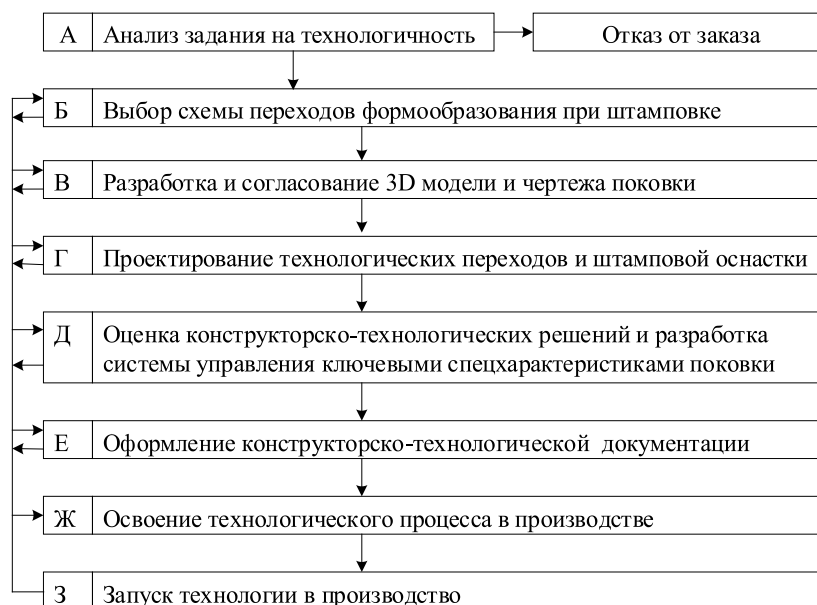 А Анализ задания на технологичность Отказ от заказа
Б Выбор схемы переходов формообразования при штамповке
В Разработка и согласование 3D модели и чертежа поковки
Г Проектирование технологических переходов и штамповой оснастки
Д Оценка конструкторско-технологических решений и разработка
системы управления ключевыми спецхарактеристиками поковки
Е Оформление конструкторско-технологической документации
Ж Освоение технологического процесса в производстве
З Запуск технологии в производство